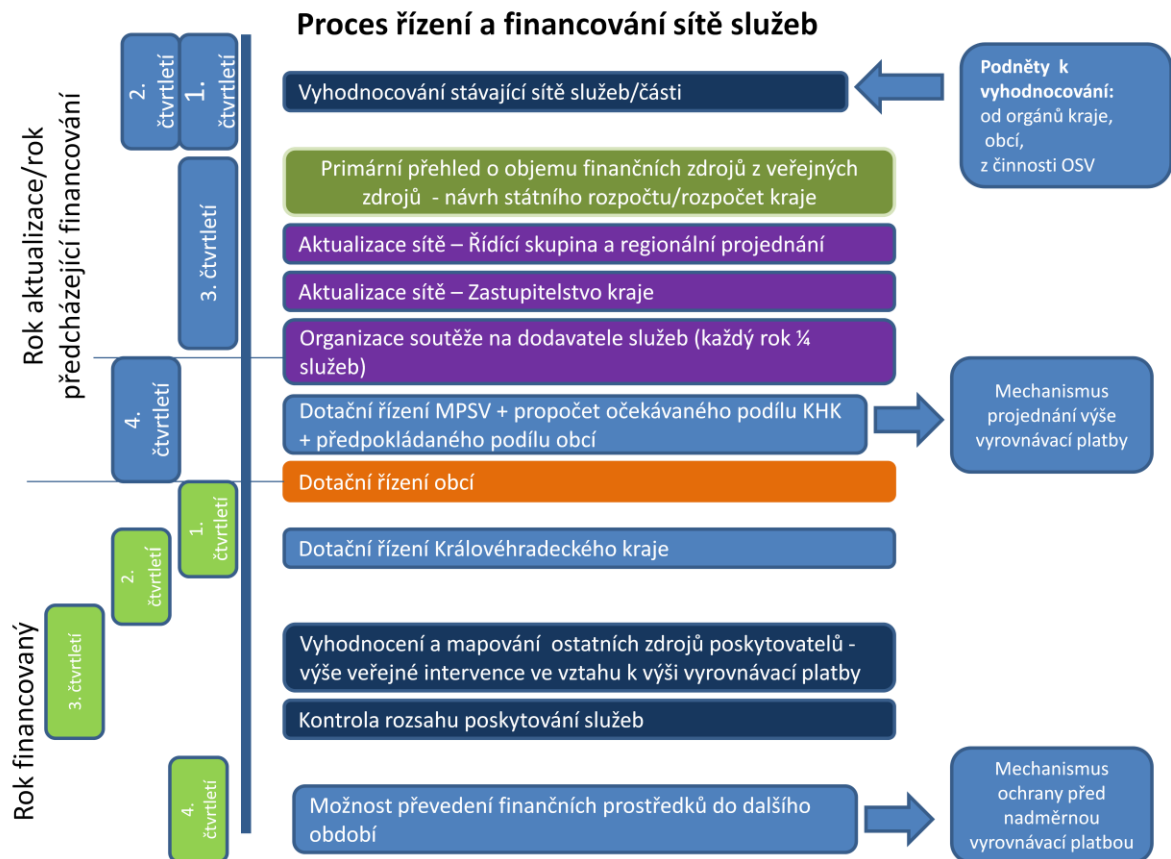 Proces řízení a financování sítě služeb
Rok aktualizace/rok
předcházející financování
2.
čtvrtletí
1.
čtvrtletí
Vyhodnocování stávající sítě služeb/části
Podněty k
vyhodnocování:
od orgánů kraje,
obcí,
z činnosti OSV
3. čtvrtletí
Primární přehled o objemu finančních zdrojů z veřejných
zdrojů - návrh státního rozpočtu/rozpočet kraje
Aktualizace sítě – Řídící skupina a regionální projednání
Aktualizace sítě – Zastupitelstvo kraje
Organizace soutěže na dodavatele služeb (každý rok ¼
služeb)
4.
čtvrtletí
Dotační řízení MPSV + propočet očekávaného podílu KHK
+ předpokládaného podílu obcí
Mechanismus
projednání výše
vyrovnávací platby
Rok financovaný
Dotační řízení obcí
1.
čtvrtletí
Dotační řízení Královéhradeckého kraje
2.
čtvrtletí
3. čtvrtletí
Vyhodnocení a mapování ostatních zdrojů poskytovatelů -
výše veřejné intervence ve vztahu k výši vyrovnávací platby
Kontrola rozsahu poskytování služeb
4.
čtvrtletí
Možnost převedení finančních prostředků do dalšího
období
Mechanismus
ochrany před
nadměrnou
vyrovnávací platbou